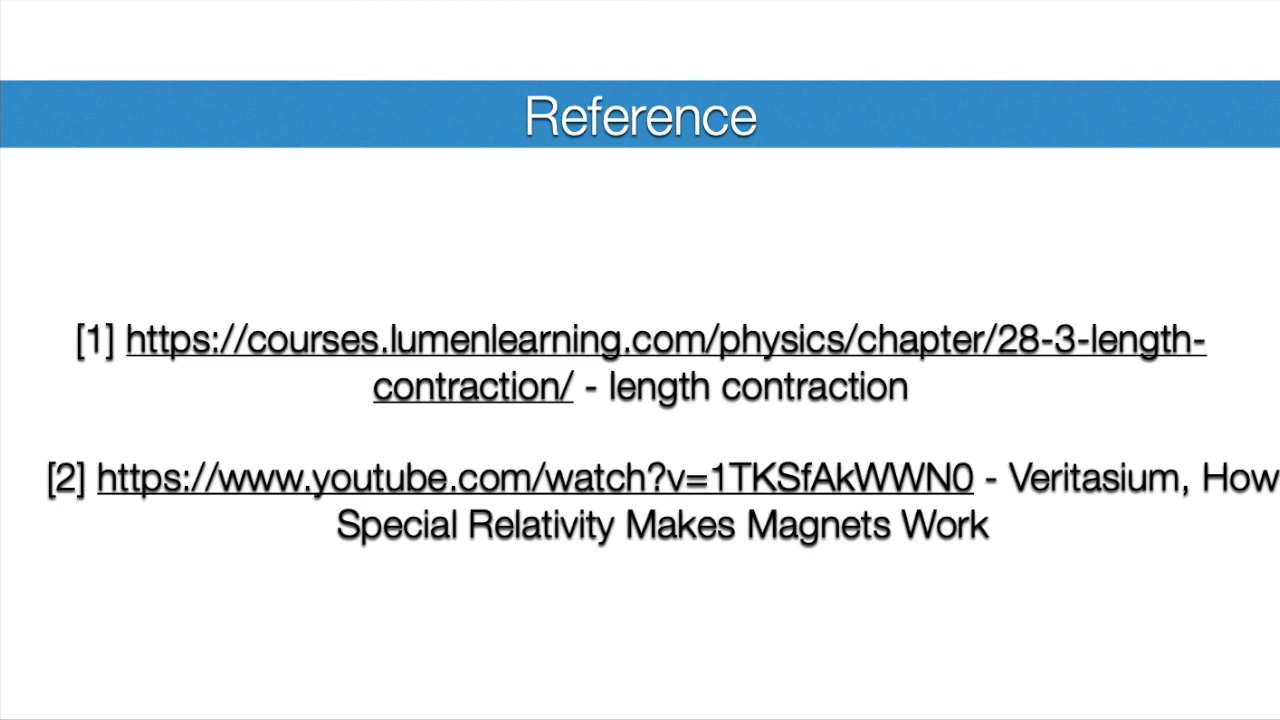 Reference
[1] https://courses.lumenlearning.com/physics/chapter/28-3-length-
contraction/ - length contraction
[2] https://www.youtube.com/watch?v=1TKSfAkWWN0 - Veritasium, How
Special Relativity Makes Magnets Work